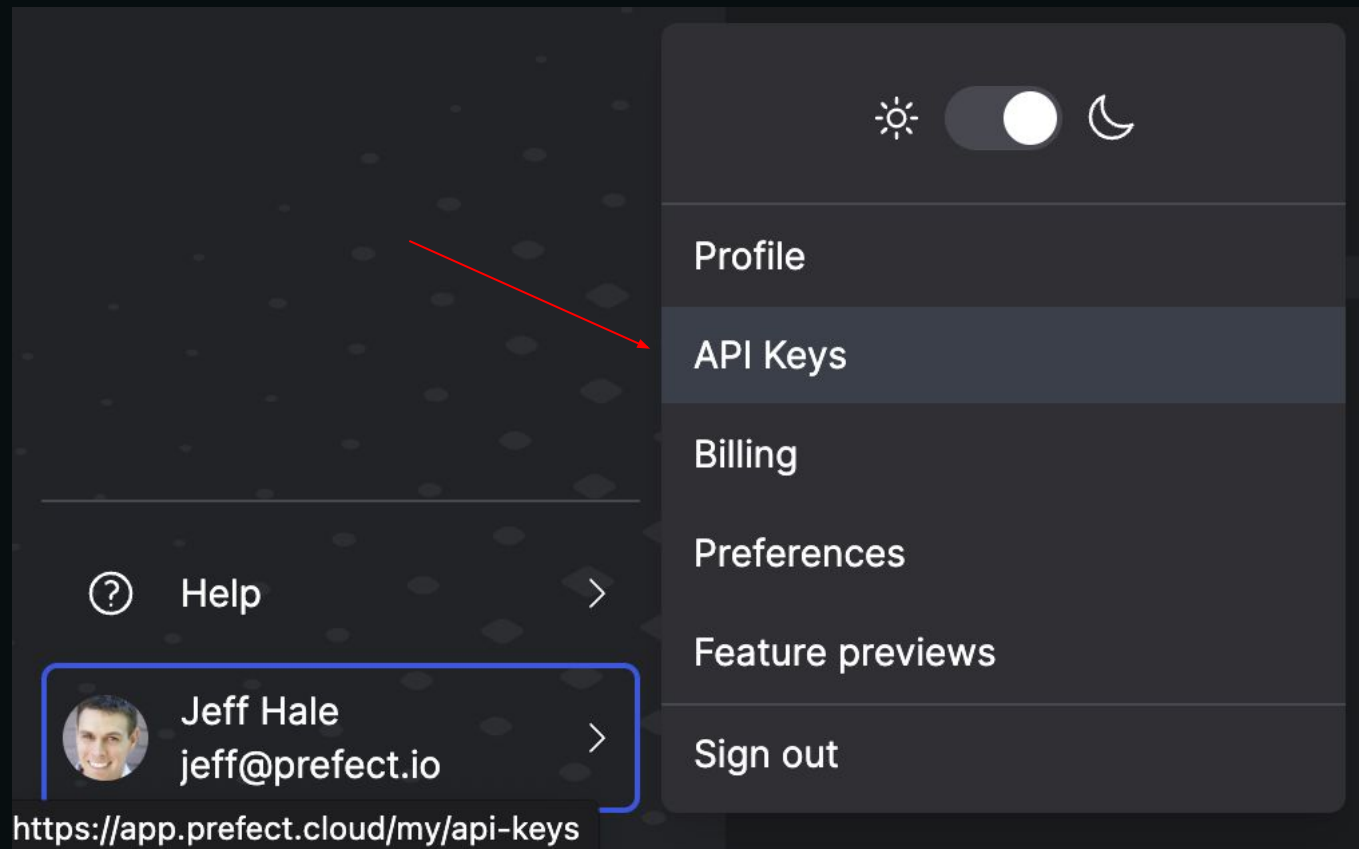 Profile
API Keys
Billing
Preferences
Feature previews
Sign out
Help
Jeff Hale
jeff@prefect.io
https://app.prefect.cloud/my/api-keys